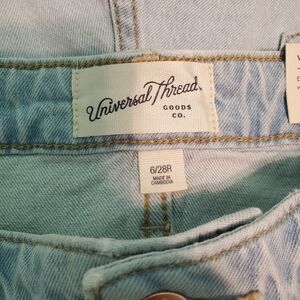 Universal Thread
GOODS
CO.
6/28R
MADE IN
CAMBODIA